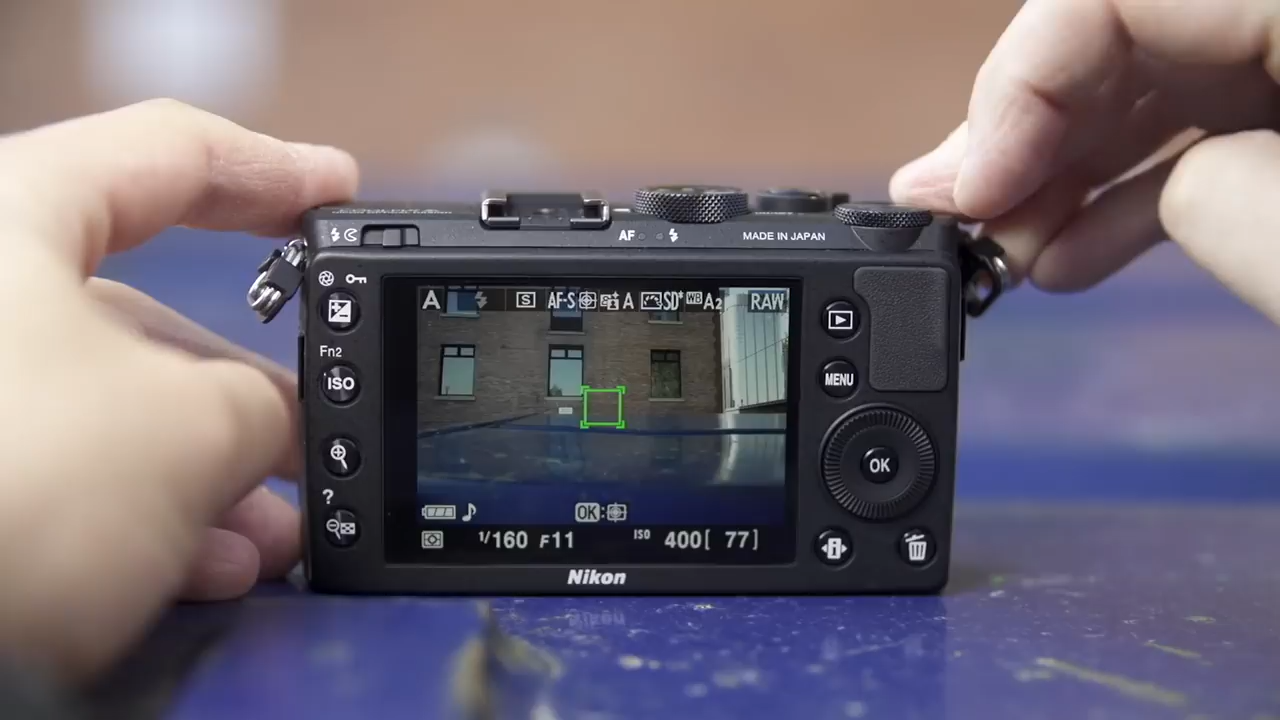 AF
MADE IN JAPAN
A S AF-S A SD WB A2 RAW
Fn2
ISO
MENU
OK
?
OK:
1/160 F11 ISO 400[ 77]
Nikon